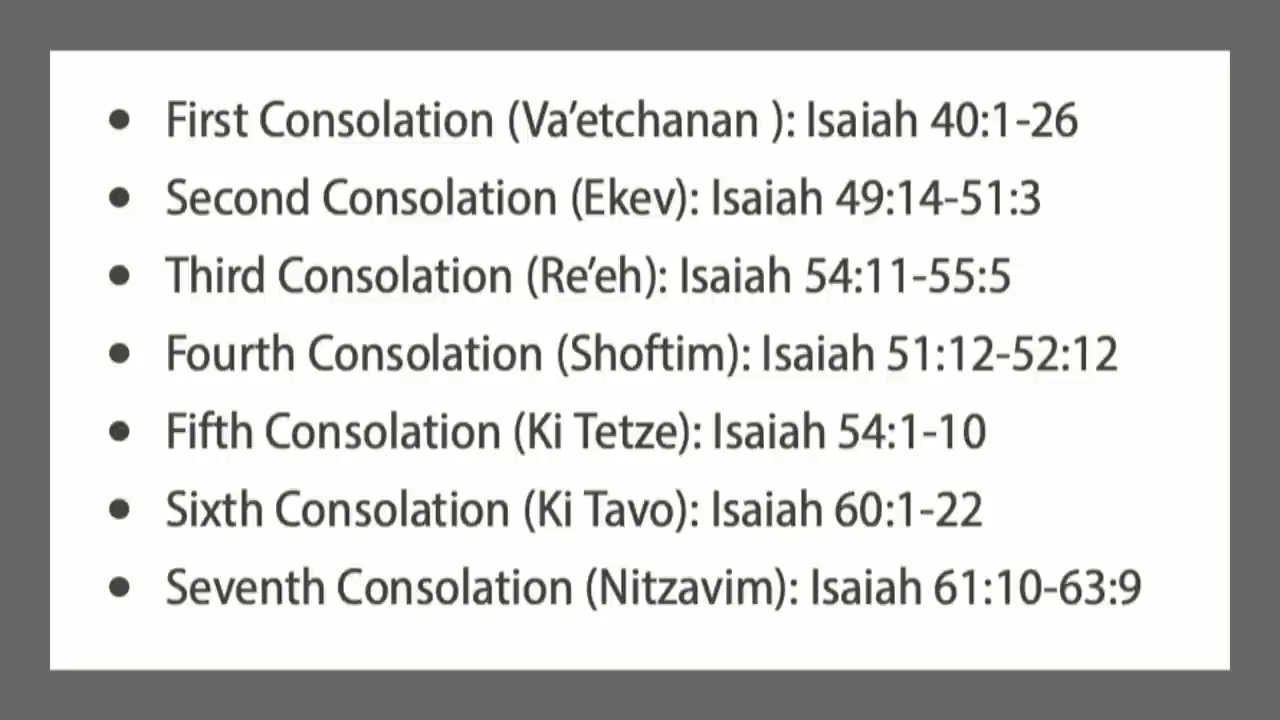 • First Consolation (Va’etchanan ): Isaiah 40:1-26
• Second Consolation (Ekev): Isaiah 49:14-51:3
• Third Consolation (Re’eh): Isaiah 54:11-55:5
• Fourth Consolation (Shoftim): Isaiah 51:12-52:12
• Fifth Consolation (Ki Tetze): Isaiah 54:1-10
• Sixth Consolation (Ki Tavo): Isaiah 60:1-22
• Seventh Consolation (Nitzavim): Isaiah 61:10-63:9